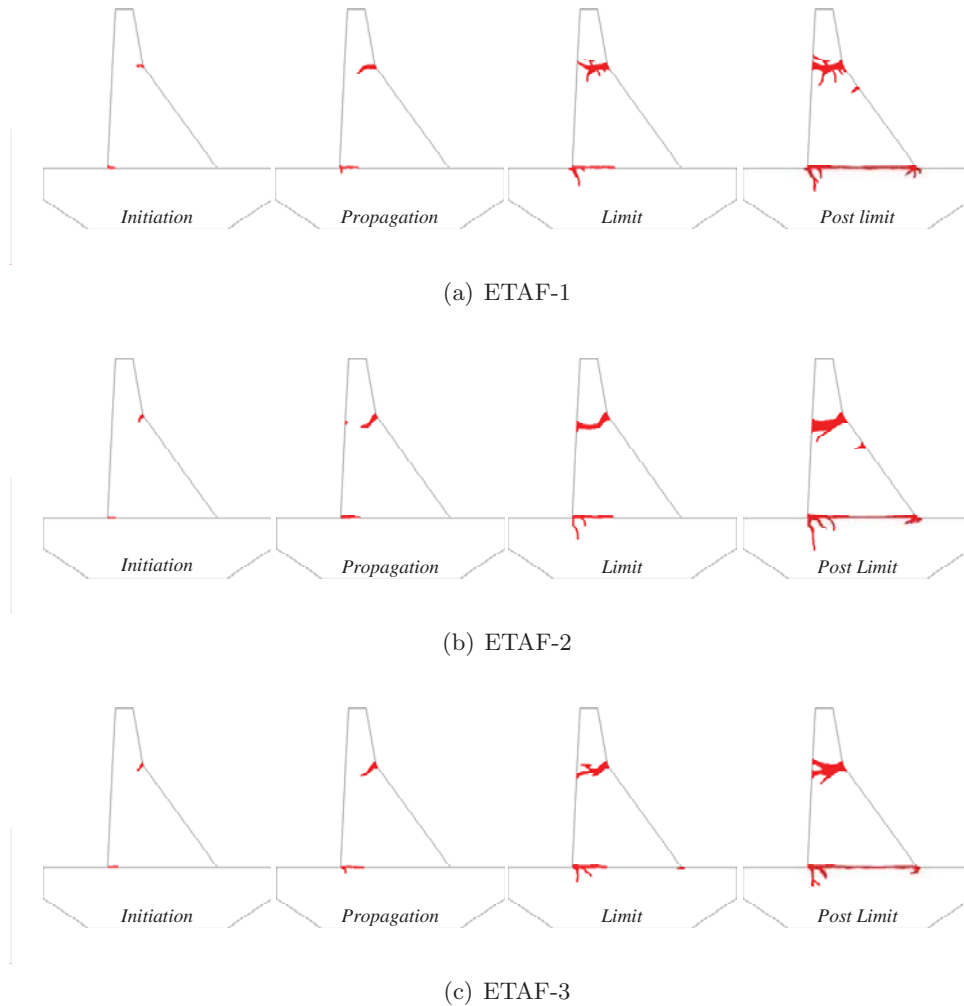 Initiation Propagation Limit Post limit
(a) ETAF-1
Initiation Propagation Limit Post Limit
(b) ETAF-2
Initiation Propagation Limit Post Limit
(c) ETAF-3